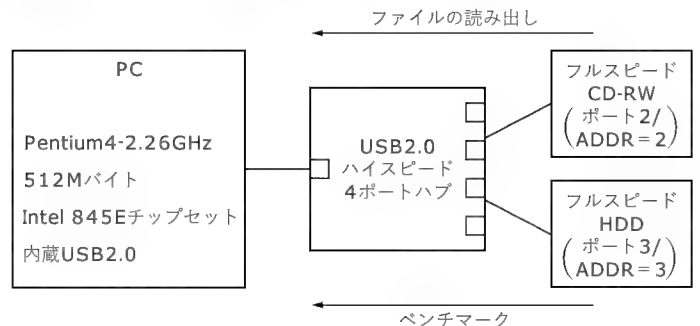 ファイルの読み出し
PC
Pentium4-2.26GHz
512Mバイト
Intel 845Eチップセット
内蔵USB2.0
USB2.0
ハイスピード
4ポートハブ
フルスピード
CD-RW
(ポート2/
ADDR=2)
フルスピード
HDD
(ポート3/
ADDR=3)
ベンチマーク